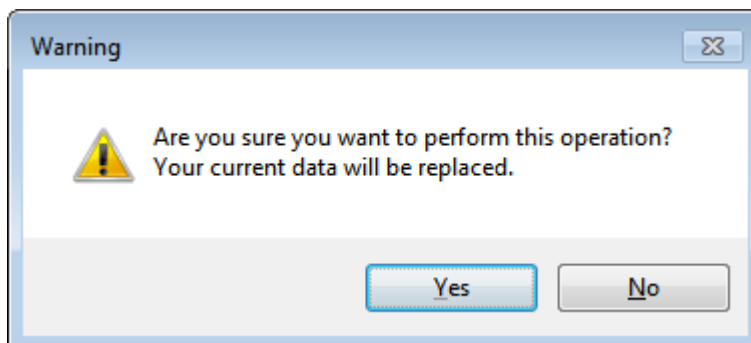 Warning
Are you sure you want to perform this operation?
Your current data will be replaced.
Yes
No